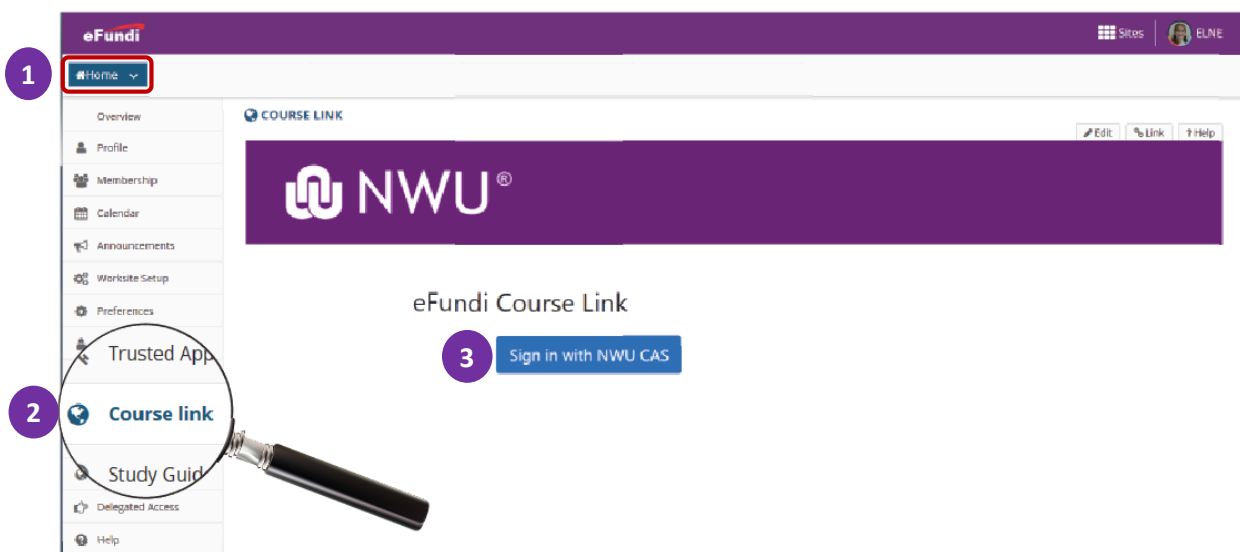 eFundi
Sites
ELNE
1
Home
Overview
COURSE LINK
Edit
Link
? Help
Profile
NWU®
Membership
Calendar
Announcements
Worksite Setup
Preferences
eFundi Course Link
Trusted App
3
Sign in with NWU CAS
2
Course link
Study Guid
Delegated Access
Help